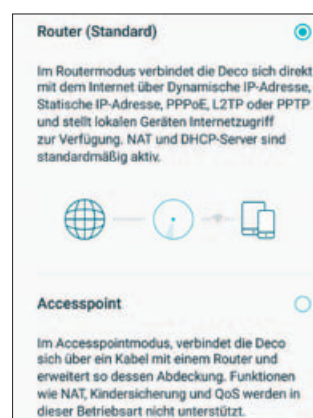 Router (Standard)
Im Routermodus verbindet die Deco sich direkt
mit dem Internet über Dynamische IP-Adresse,
Statische IP-Adresse, PPPoE, L2TP oder PPTP
und stellt lokalen Geräten Internetzugriff
zur Verfügung. NAT und DHCP-Server sind
standardmäßig aktiv.
Accesspoint
Im Accesspointmodus, verbindet die Deco
sich über ein Kabel mit einem Router und
erweitert so dessen Abdeckung. Funktionen
wie NAT, Kindersicherung und QoS werden in
dieser Betriebsart nicht unterstützt.